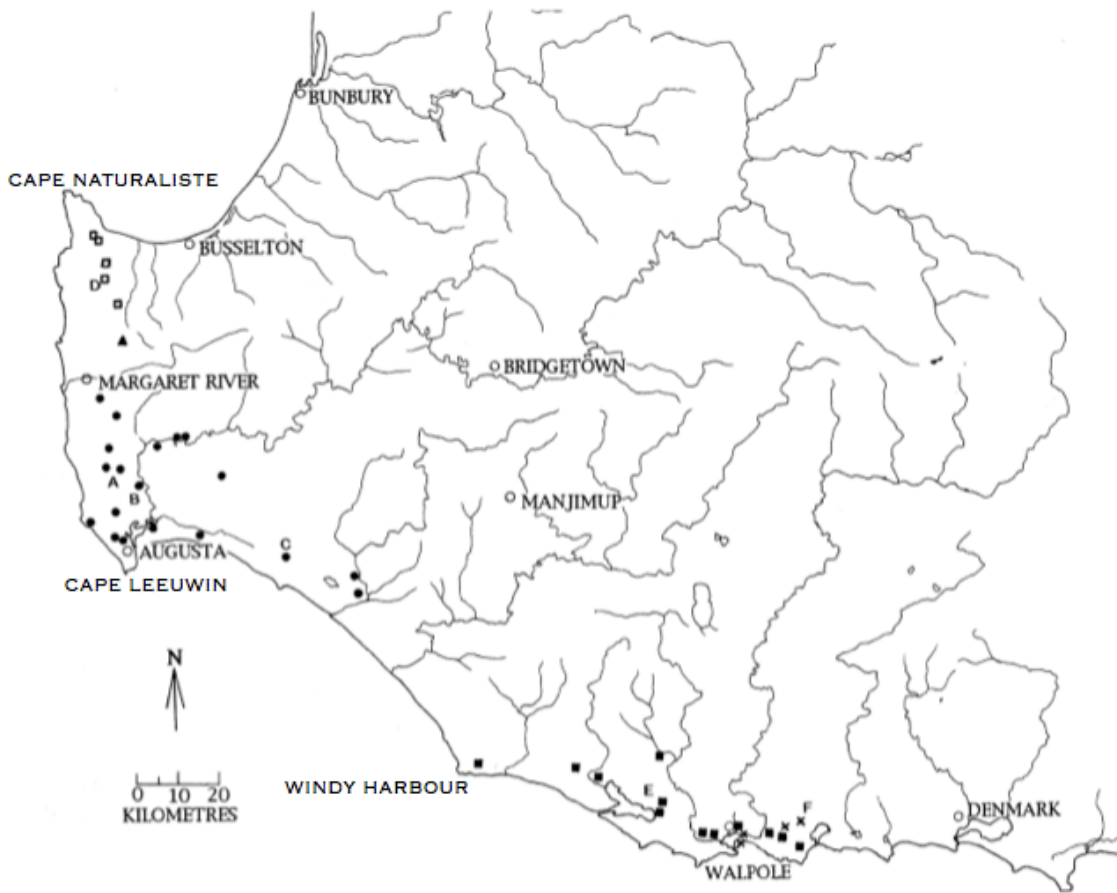 BUNBURY
CAPE NATURALISTE
BUSSELTON
D
BRIDGETOWN
MARGARET RIVER
A
B
MANJIMUP
C
AUGUSTA
CAPE LEEUWIN
N
0 10 20
KILOMETRES
WINDY HARBOUR
E
F
DENMARK
WALPOLE